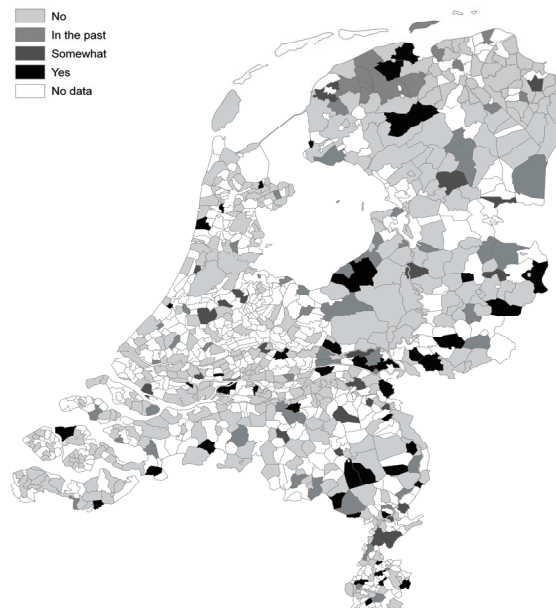 No
In the past
Somewhat
Yes
No data